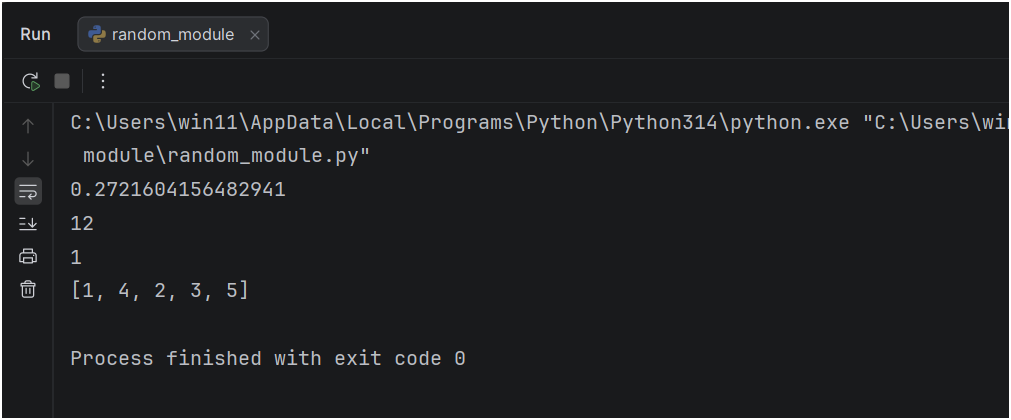 Run random_module
C:\Users\win11\AppData\Local\Programs\Python\Python314\python.exe "C:\Users\win
module\random_module.py"
0.2721604156482941
12
1
[1, 4, 2, 3, 5]
Process finished with exit code 0